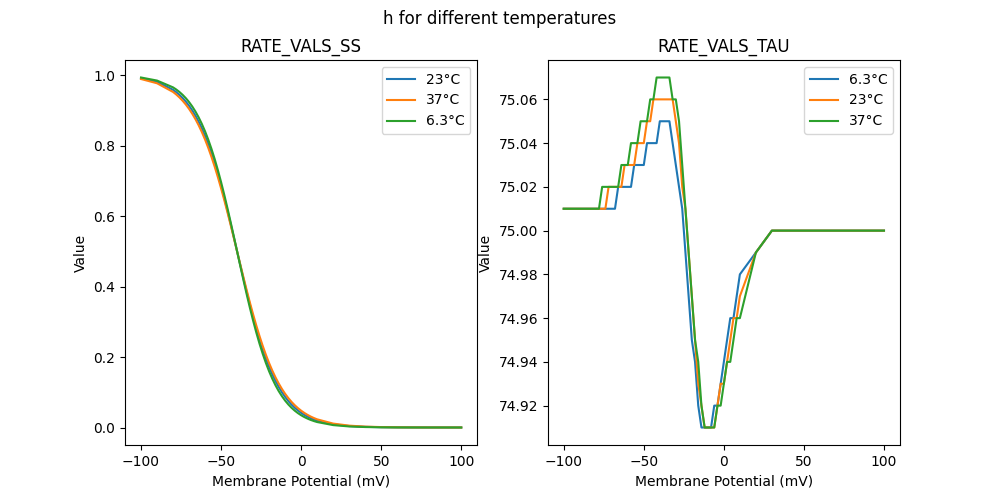 h for different temperatures
RATE_VALS_SS
1.0
0.8
0.6
0.4
0.2
0.0
Value
−100
−50
0
50
100
Membrane Potential (mV)
23°C
37°C
6.3°C
RATE_VALS_TAU
75.06
75.04
75.02
75.00
74.98
74.96
74.94
74.92
Value
−100
−50
0
50
100
Membrane Potential (mV)
6.3°C
23°C
37°C